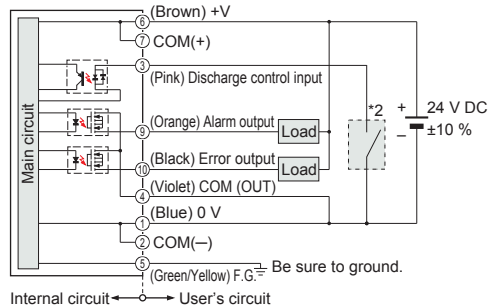 (Brown) +V
6
7 COM(+)
3
(Pink) Discharge control input
*2
+ 24 V DC
– ±10 %
Main circuit
(Orange) Alarm output
9
Load
(Black) Error output
10
Load
(Violet) COM (OUT)
4
(Blue) 0 V
1
2 COM(—)
5
Be sure to ground.
(Green/Yellow) F.G.
Internal circuit
User's circuit